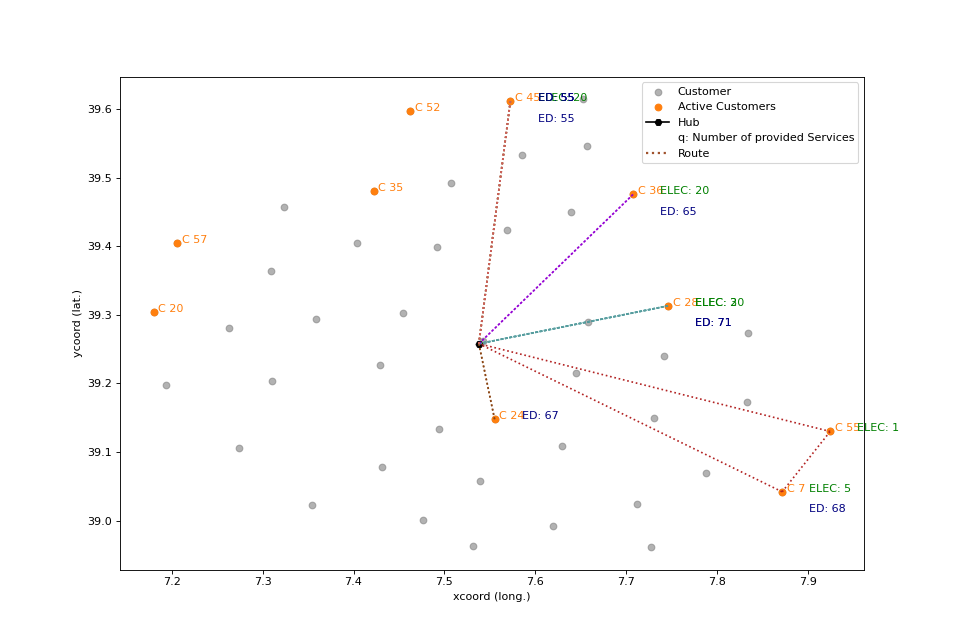 Customer
Active Customers
Hub
q: Number of provided Services
Route
39.6
39.5
39.4
39.3
39.2
39.1
39.0
ycoord (lat.)
C 52
C 45
ED: 55
C 35
C 36
ELEC: 20
ED: 65
C 57
C 20
C 28
ED: 71
C 24
ED: 67
C 55
ELEC: 1
C 7
ELEC: 5
ED: 68
7.2
7.3
7.4
7.5
7.6
7.7
7.8
7.9
xcoord (long.)